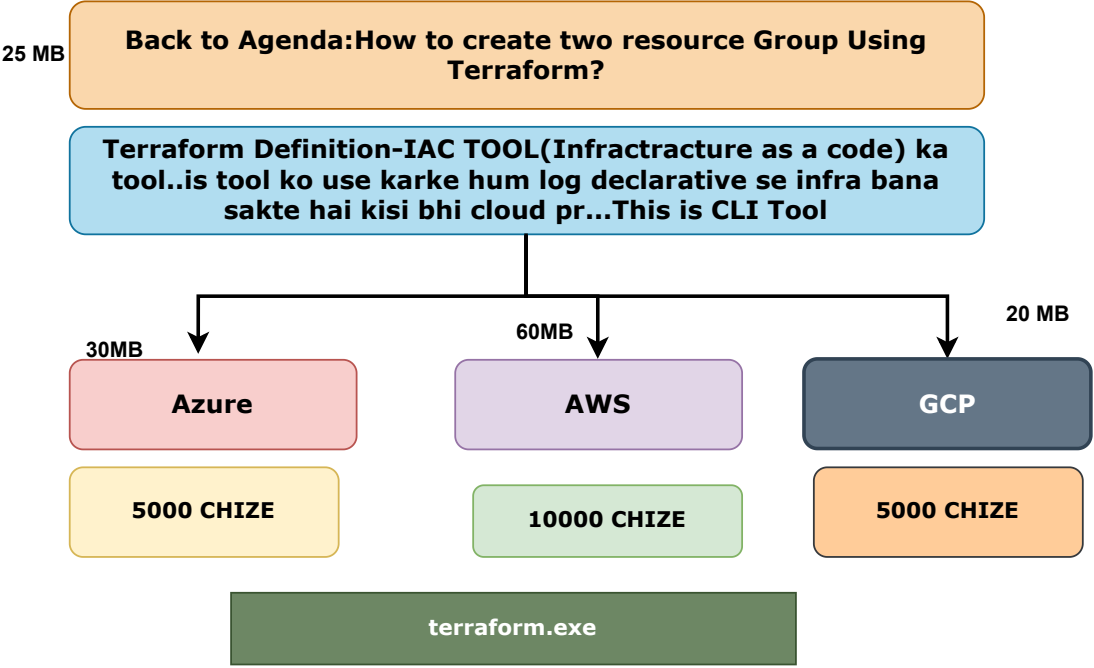 25 MB
Back to Agenda:How to create two resource Group Using
Terraform?
Terraform Definition-IAC TOOL(Infractracture as a code) ka
tool..is tool ko use karke hum log declarative se infra bana
sakte hai kisi bhi cloud pr...This is CLI Tool
30MB
60MB
20 MB
Azure
AWS
GCP
5000 CHIZE
10000 CHIZE
5000 CHIZE
terraform.exe